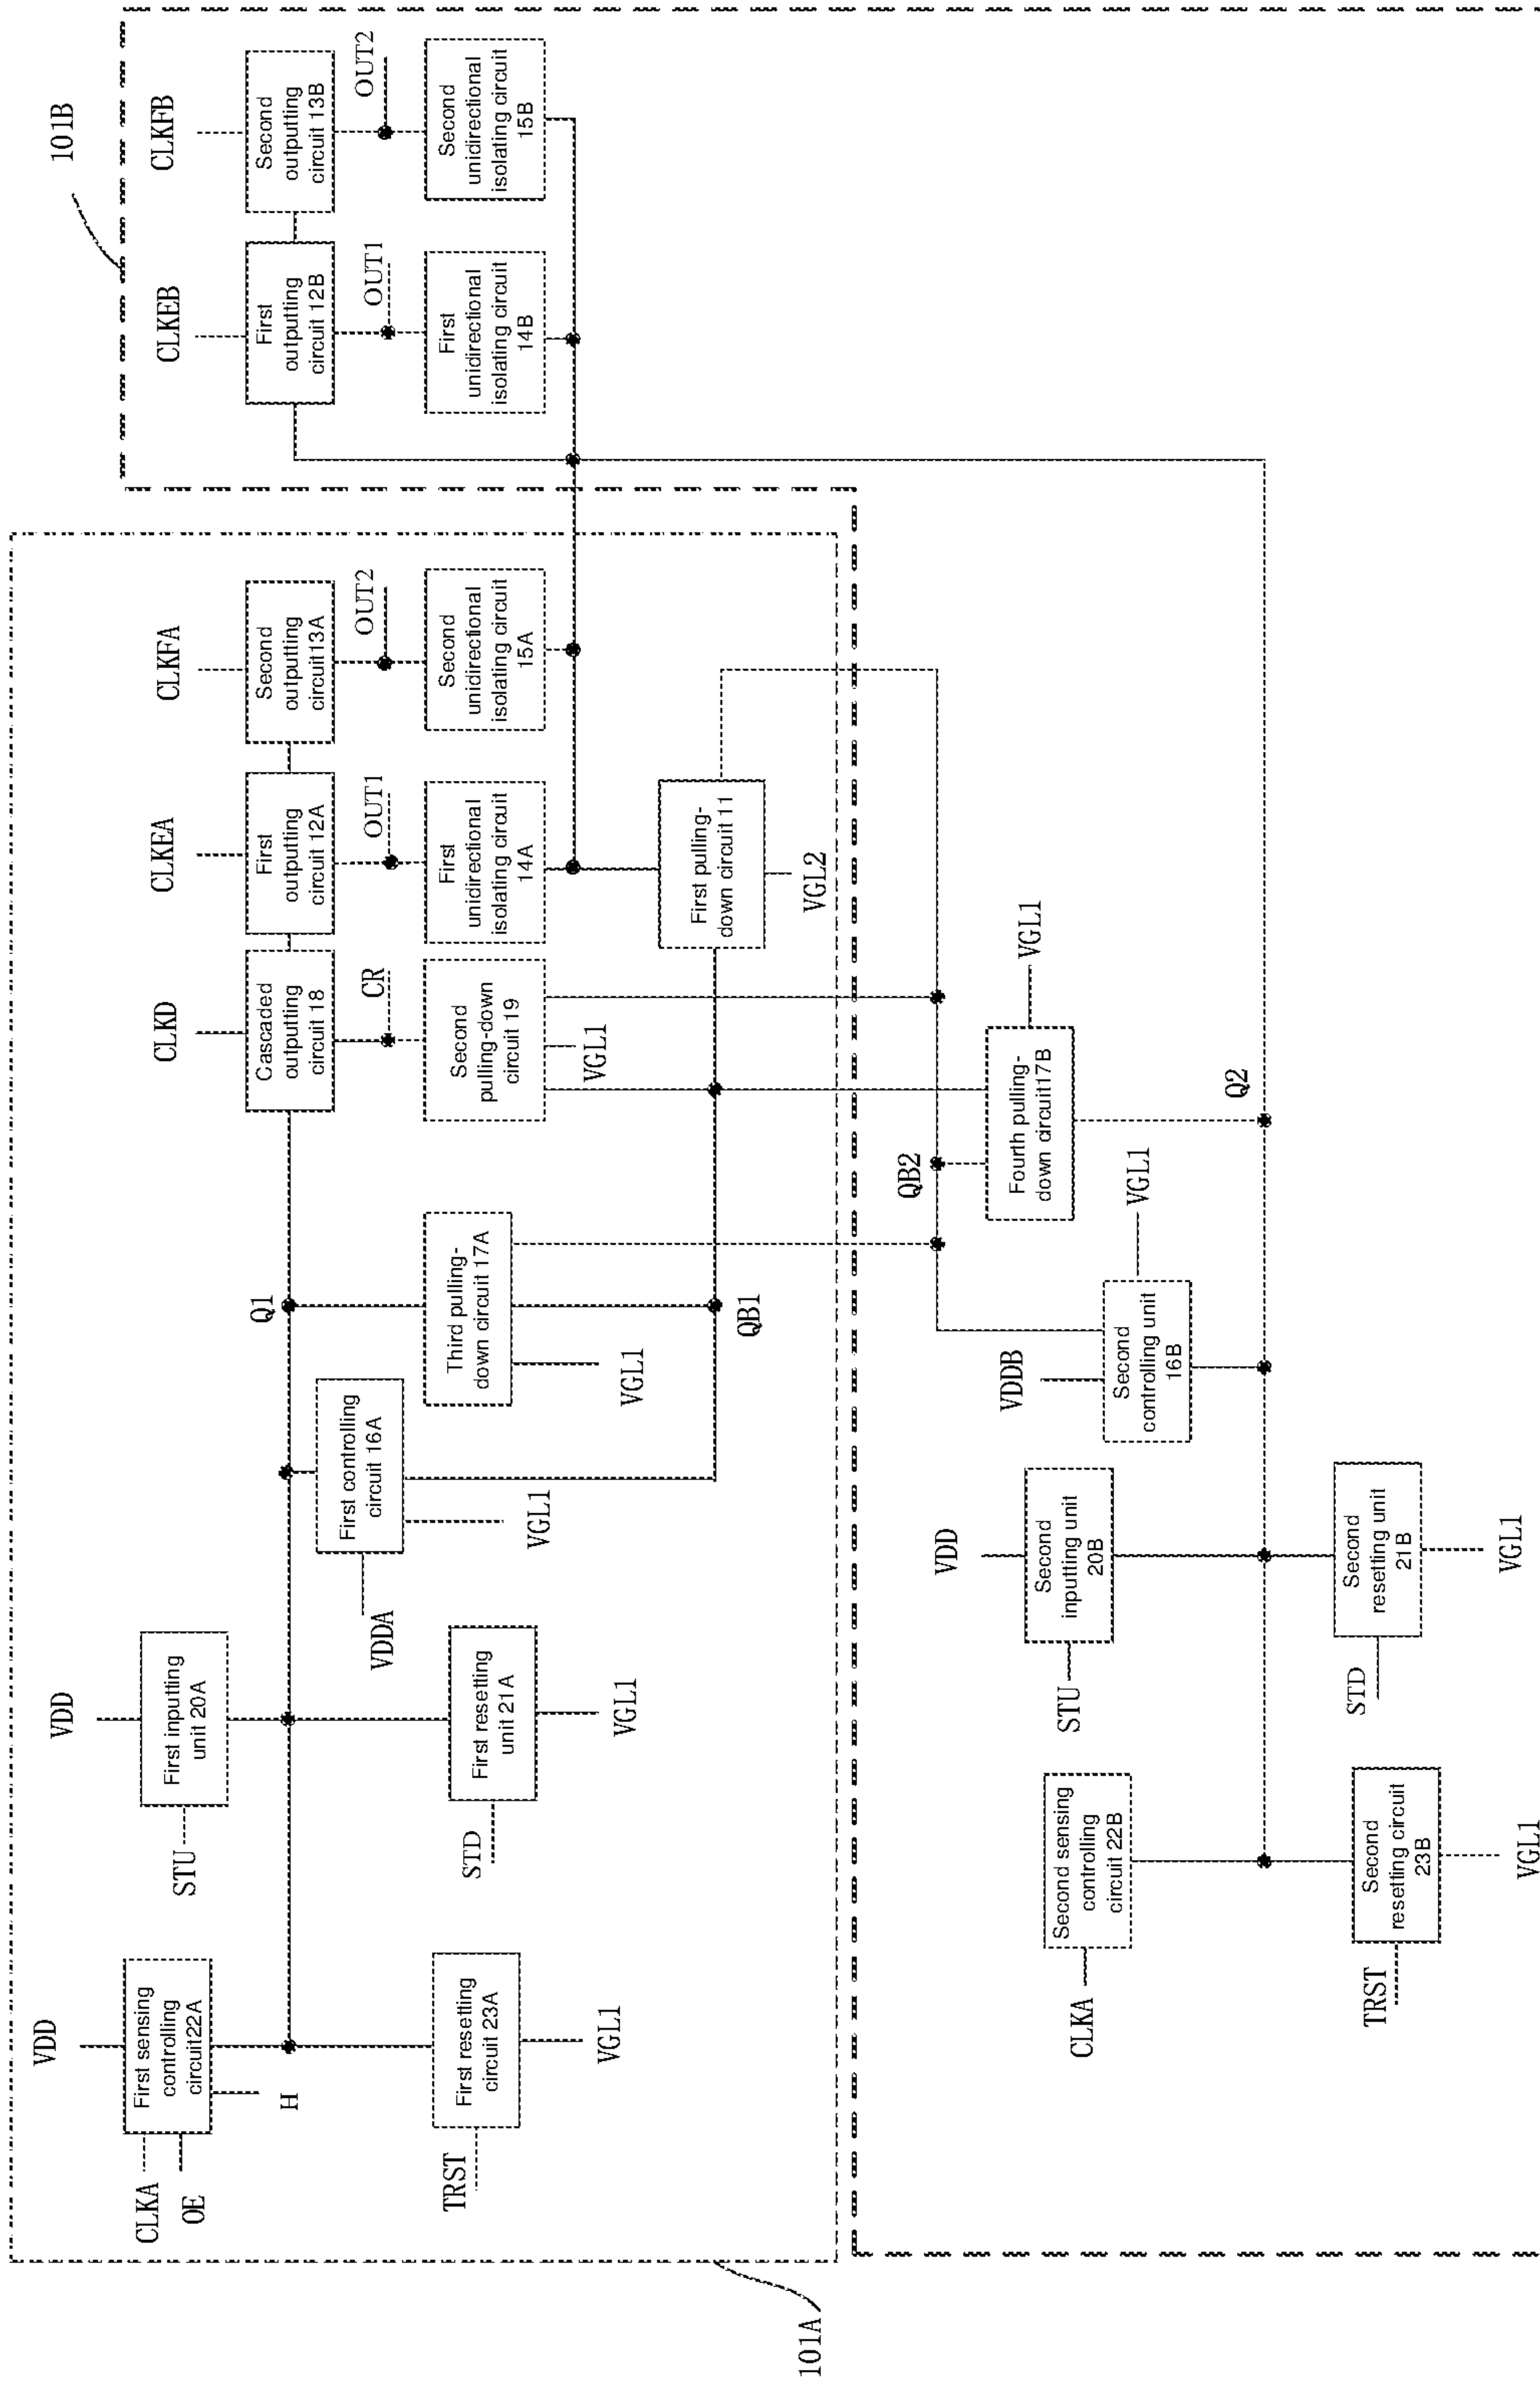 101B
CLKD
CLKEA
CLKFA
CLKEB
CLKFB
VDD
VDD
First sensing
controlling
circuit22A
First inputting
unit 20A
Cascaded
outputting
circuit 18
First
outputting
circuit 12A
Second
outputting
circuit13A
First
outputting
circuit 12B
Second
outputting
circuit 13B
CLKA
OE
H
STU
Q1
CR
OUT1
OUT2
OUT1
OUT2
VDDA
First controlling
circuit 16A
VGL1
TRST
First resetting
circuit 23A
VGL1
STD
First resetting
unit 21A
VGL1
Third pulling-
down circuit 17A
VGL1
QB1
Second
pulling-down
circuit 19
VGL1
First
unidirectional
isolating circuit
14A
Second
unidirectional
isolating circuit
15A
First
unidirectional
isolating circuit
14B
Second
unidirectional
isolating circuit
15B
First pulling-
down circuit 11
VGL2
101A
QB2
VDD
VDDB
VGL1
VGL1
CLKA
Second sensing
controlling
circuit 22B
STU
Second
inputting unit
20B
Second
controlling unit
16B
Fourth pulling-
down circuit17B
Q2
TRST
Second
resetting circuit
23B
VGL1
STD
Second
resetting unit
21B
VGL1